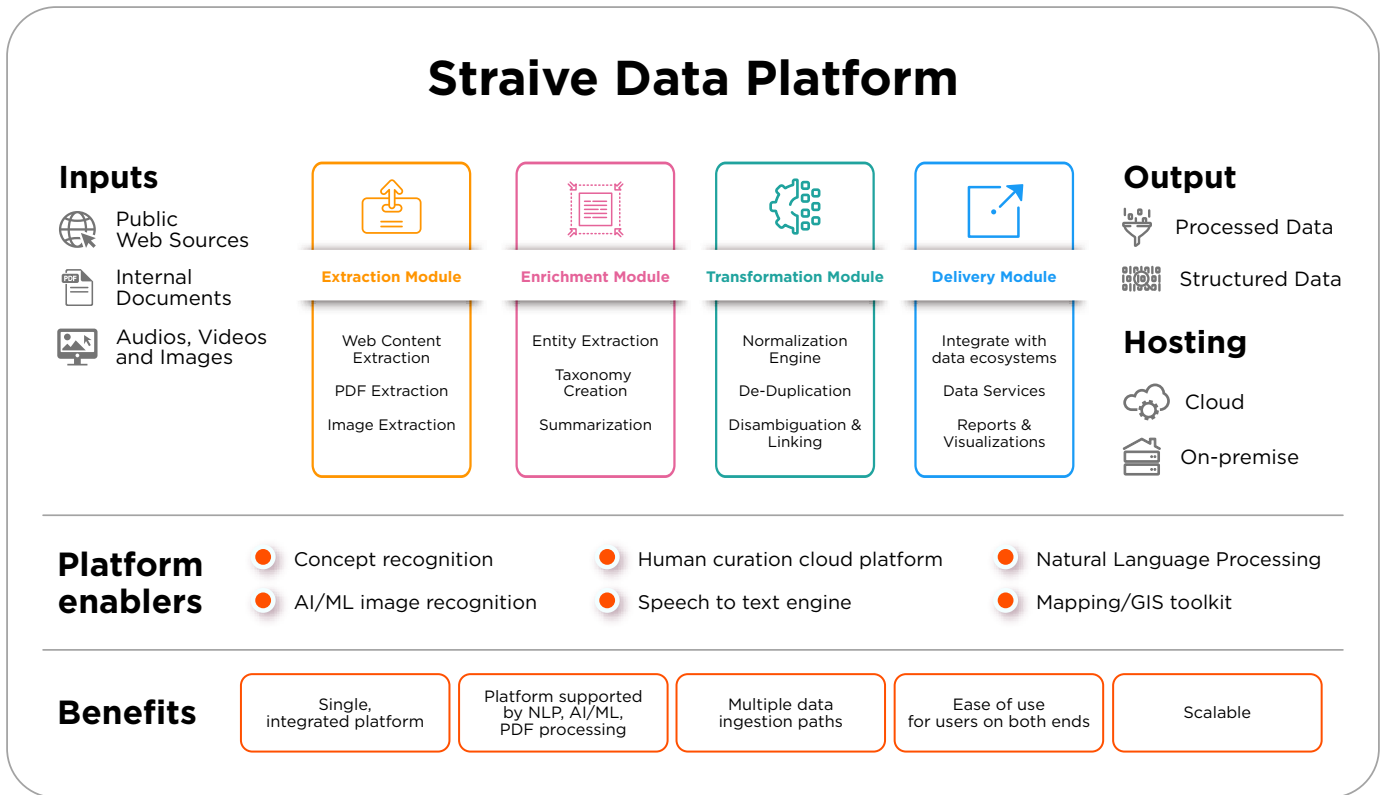 Straive Data Platform
Inputs
Public
Web Sources
PDF
Internal
Documents
Audios, Videos
and Images
Extraction Module
Web Content
Extraction
PDF Extraction
Image Extraction
Enrichment Module
Entity Extraction
Taxonomy
Creation
Summarization
Transformation Module
Normalization
Engine
De-Duplication
Disambiguation &
Linking
Delivery Module
Integrate with
data ecosystems
Data Services
Reports &
Visualizations
Output
Processed Data
Structured Data
Hosting
Cloud
On-premise
Platform
enablers
Concept recognition
Human curation cloud platform
Natural Language Processing
AI/ML image recognition
Speech to text engine
Mapping/GIS toolkit
Benefits
Single,
integrated platform
Platform supported
by NLP, AI/ML,
PDF processing
Multiple data
ingestion paths
Ease of use
for users on both ends
Scalable